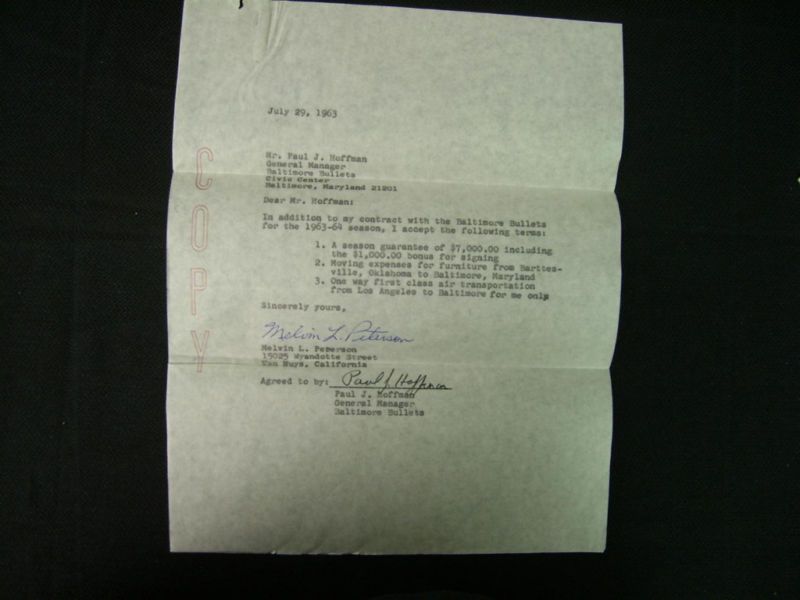 July 29, 1963
Mr. Paul J. Hoffman
General Manager
Baltimore Bullets
Civic Center
Baltimore, Maryland 21201
Dear Mr. Hoffman:
In addition to my contract with the Baltimore Bullets
for the 1963-64 season, I accept the following terms:
1. A season guarantee of $7,000.00 including
the $1,000.00 bonus for signing
2. Moving expenses for furniture from Barttes-
ville, Oklahoma to Baltimore, Maryland
3. One way first class air transportation
from Los Angeles to Baltimore for me only
Sincerely yours,
Melvin L. Peterson
Melvin L. Peterson
15025 Wyandotte Street
Van Nuys, California
Agreed to by: Paul J. Hoffman
Paul J. Hoffman
General Manager
Baltimore Bullets
COPY